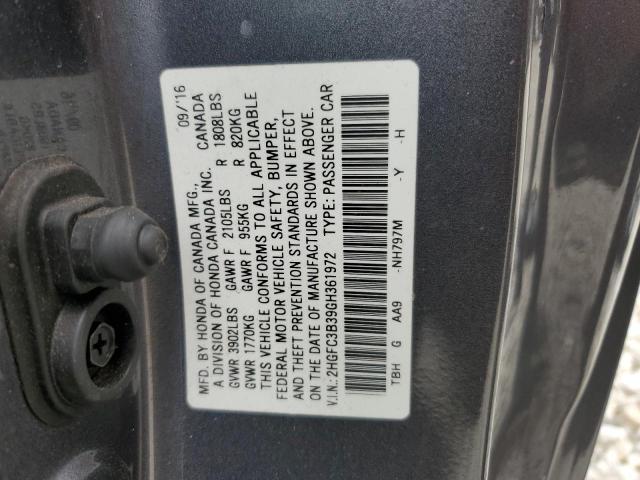 MFD. BY HONDA OF CANADA MFG., 09/'16
A DIVISION OF HONDA CANADA INC. CANADA
GVWR 3902LBS GAWR F 2105LBS R 1808LBS
GVWR 1770KG GAWR F 955KG R 820KG
THIS VEHICLE CONFORMS TO ALL APPLICABLE
FEDERAL MOTOR VEHICLE SAFETY, BUMPER,
AND THEFT PREVENTION STANDARDS IN EFFECT
ON THE DATE OF MANUFACTURE SHOWN ABOVE.
V.I.N.: 2HGFC3B39GH361972 TYPE: PASSENGER CAR
TBH G AA9 -NH797M -Y -H